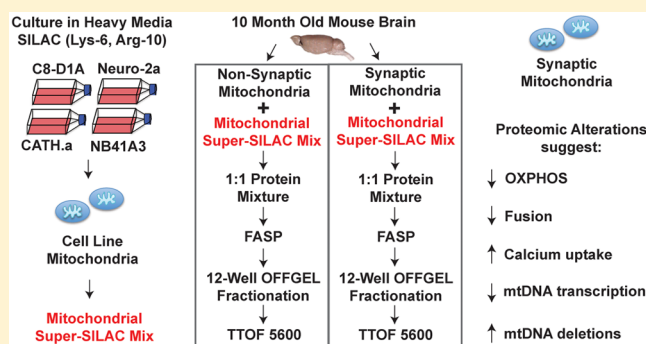 Culture in Heavy Media
SILAC (Lys-6, Arg-10)
C8-D1A Neuro-2a
CATH.a NB41A3
Cell Line
Mitochondria
Mitochondrial
Super-SILAC Mix
10 Month Old Mouse Brain
Non-Synaptic
Mitochondria
+
Mitochondrial
Super-SILAC Mix
1:1 Protein
Mixture
FASP
12-Well OFFGEL
Fractionation
TTOF 5600
Synaptic
Mitochondria
+
Mitochondrial
Super-SILAC Mix
1:1 Protein
Mixture
FASP
12-Well OFFGEL
Fractionation
TTOF 5600
Synaptic
Mitochondria
Proteomic Alterations
suggest:
↓ OXPHOS
↓ Fusion
↑ Calcium uptake
↓ mtDNA transcription
↑ mtDNA deletions